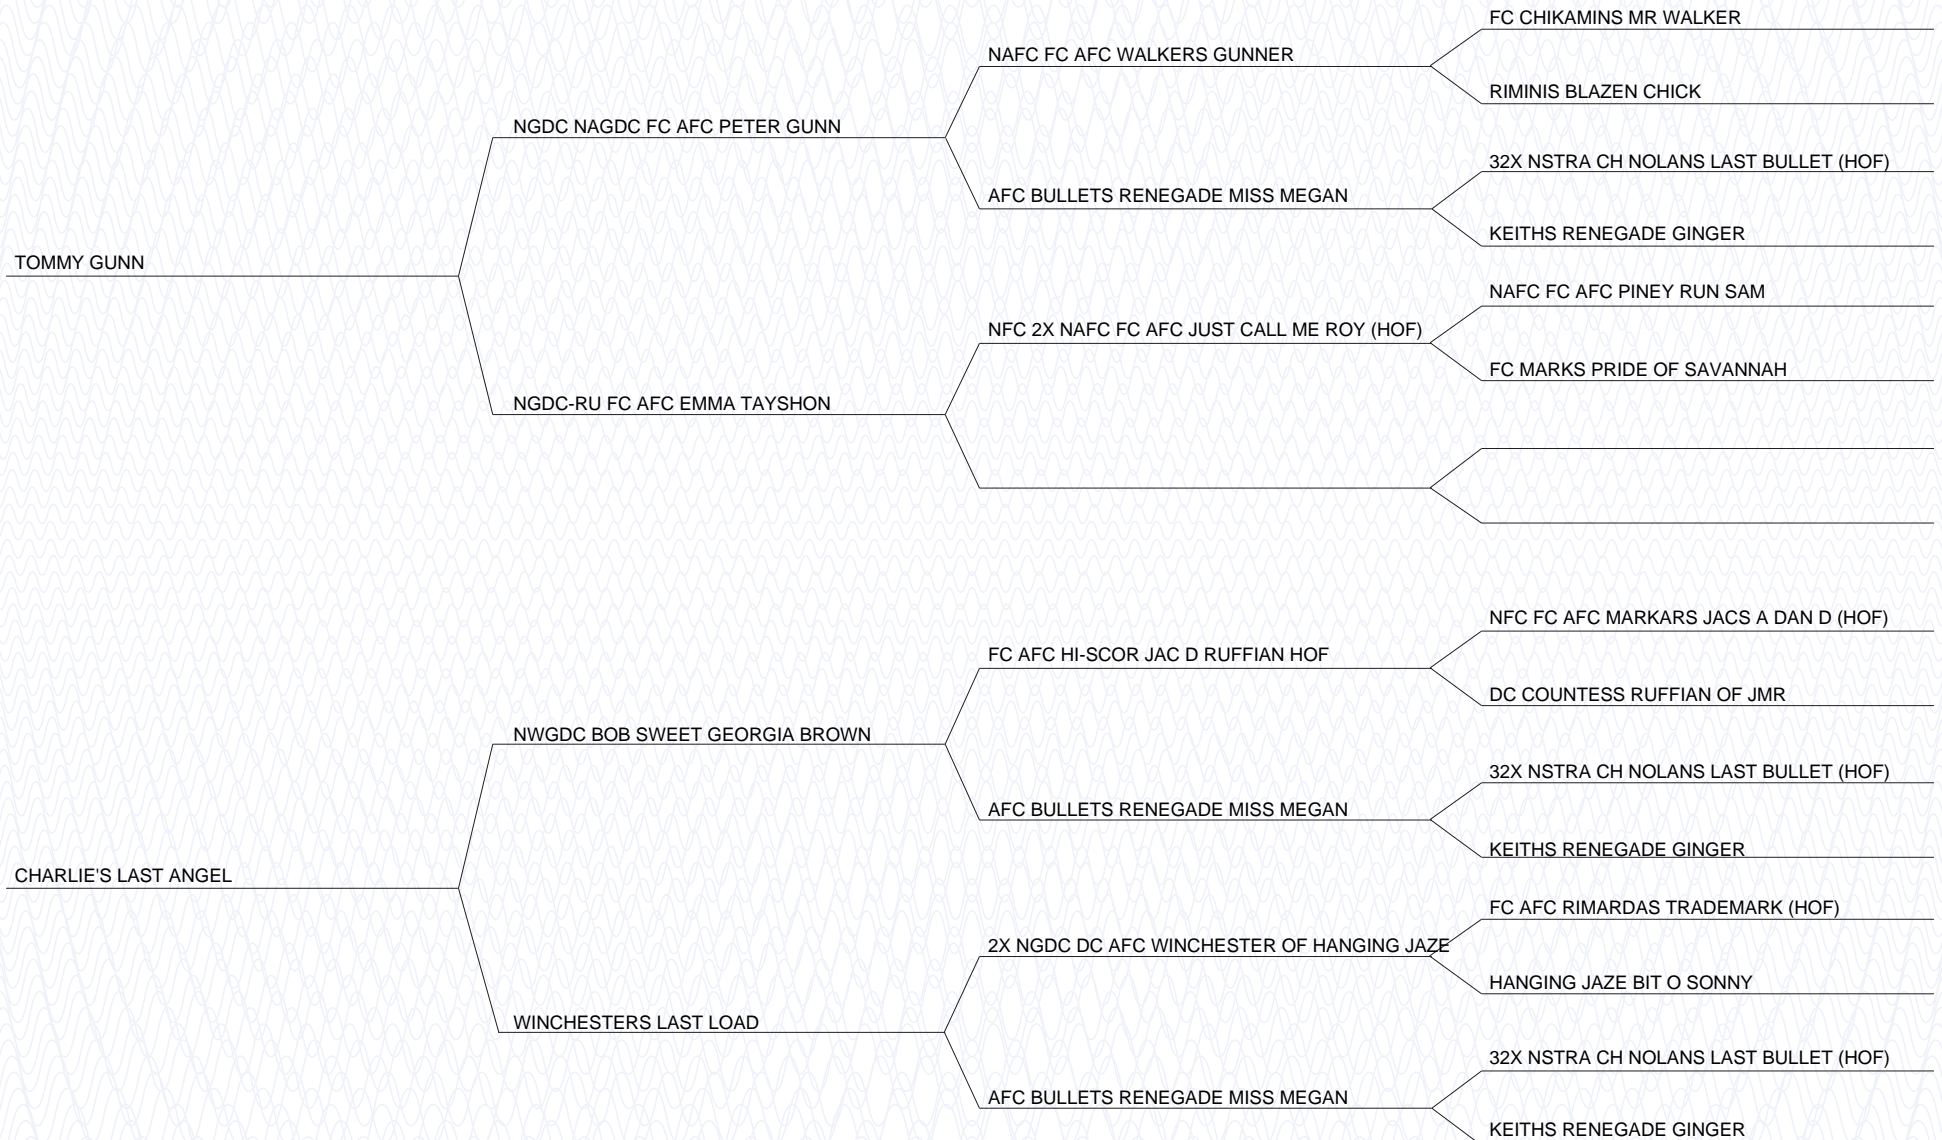 FC CHIKAMINS MR WALKER
NAFC FC AFC WALKERS GUNNER
RIMINIS BLAZEN CHICK
NGDC NAGDC FC AFC PETER GUNN
32X NSTRA CH NOLANS LAST BULLET (HOF)
AFC BULLETS RENEGADE MISS MEGAN
KEITHS RENEGADE GINGER
TOMMY GUNN
NAFC FC AFC PINEY RUN SAM
NFC 2X NAFC FC AFC JUST CALL ME ROY (HOF)
FC MARKS PRIDE OF SAVANNAH
NGDC-RU FC AFC EMMA TAYSHON
NFC FC AFC MARKARS JACS A DAN D (HOF)
FC AFC HI-SCOR JAC D RUFFIAN HOF
DC COUNTESS RUFFIAN OF JMR
NWGDC BOB SWEET GEORGIA BROWN
32X NSTRA CH NOLANS LAST BULLET (HOF)
AFC BULLETS RENEGADE MISS MEGAN
KEITHS RENEGADE GINGER
CHARLIE'S LAST ANGEL
FC AFC RIMARDAS TRADEMARK (HOF)
2X NGDC DC AFC WINCHESTER OF HANGING JAZE
HANGING JAZE BIT O SONNY
WINCHESTERS LAST LOAD
32X NSTRA CH NOLANS LAST BULLET (HOF)
AFC BULLETS RENEGADE MISS MEGAN
KEITHS RENEGADE GINGER